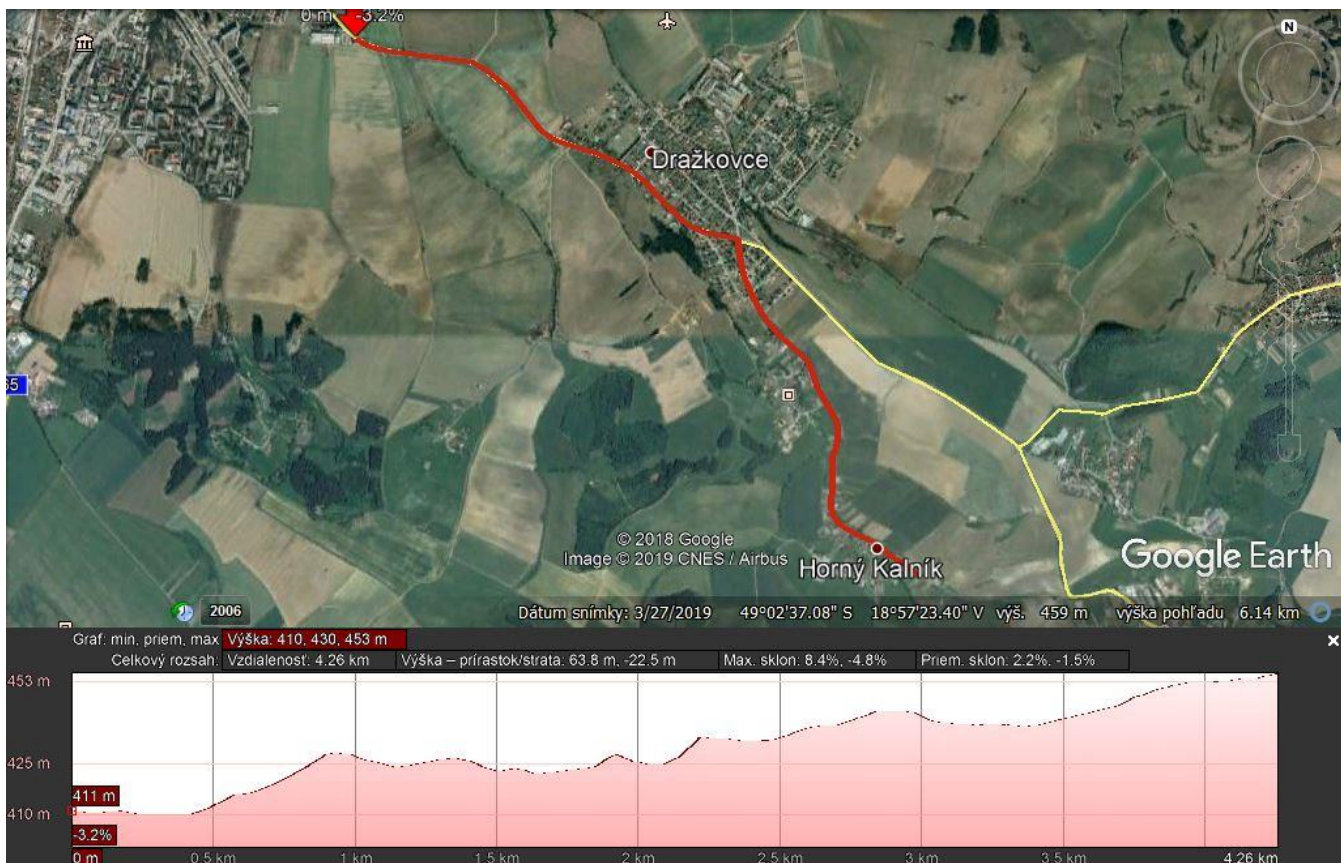 0 m -3.2%
N
Dražkovce
65
© 2018 Google
Image © 2019 CNES / Airbus
Horný Kalník
Google Earth
2006
Dátum snímky: 3/27/2019 49°02'37.08" S 18°57'23.40" V výš. 459 m výška pohľadu 6.14 km
Graf: min, priem, max Výška: 410, 430, 453 m
Celkový rozsah: Vzdialenosť: 4.26 km Výška – prírastok/strata: 63.8 m, -22.5 m Max. sklon: 8.4%, -4.8% Priem. sklon: 2.2%, -1.5%
453 m
425 m
411 m
410 m
-3.2%
0 m 0.5 km 1 km 1.5 km 2 km 2.5 km 3 km 3.5 km 4.26 km